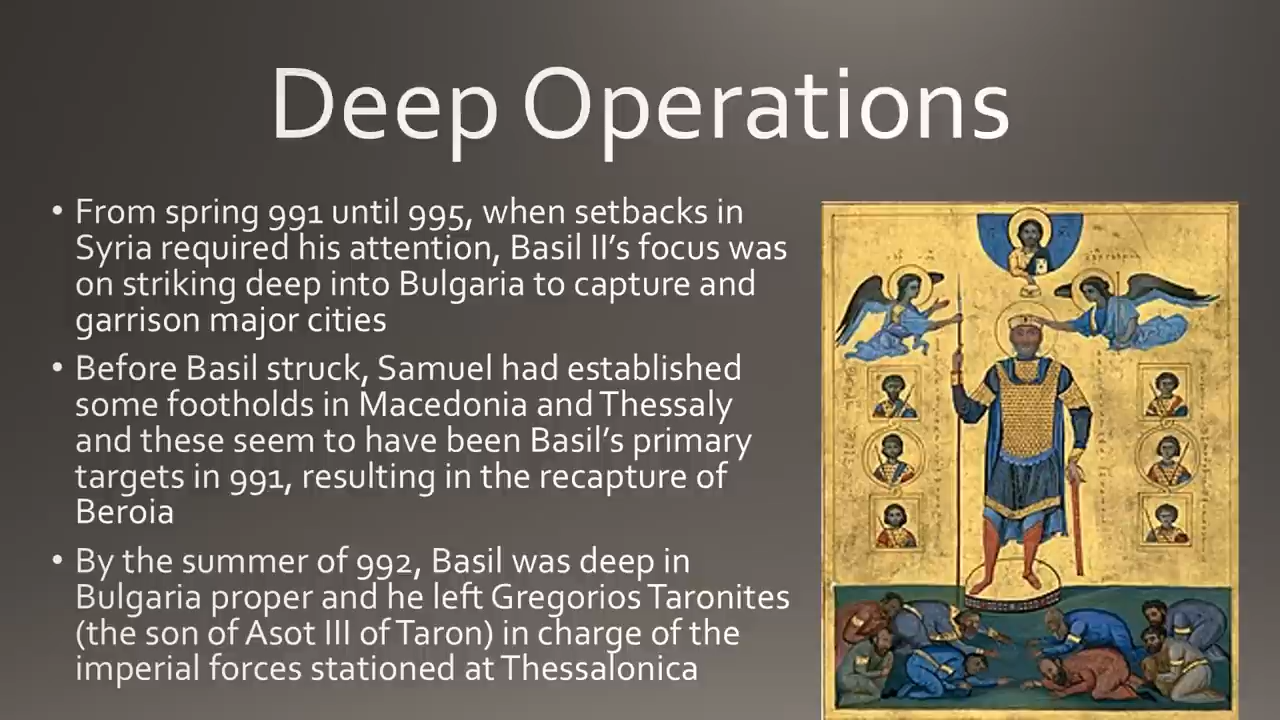 Deep Operations
• From spring 991 until 995, when setbacks in
Syria required his attention, Basil II’s focus was
on striking deep into Bulgaria to capture and
garrison major cities
• Before Basil struck, Samuel had established
some footholds in Macedonia and Thessaly
and these seem to have been Basil’s primary
targets in 991, resulting in the recapture of
Beroia
• By the summer of 992, Basil was deep in
Bulgaria proper and he left Gregorios Taronites
(the son of Asot III of Taron) in charge of the
imperial forces stationed at Thessalonica